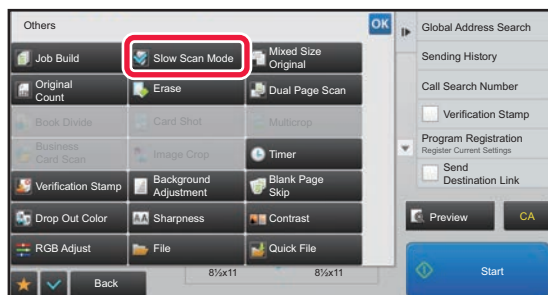 Others
OK
Job Build
Slow Scan Mode
Mixed Size
Original
Original
Count
Erase
Dual Page Scan
Book Divide
Card Shot
Multicrop
Business
Card Scan
Image Crop
Timer
Verification Stamp
Background
Adjustment
Blank Page
Skip
Drop Out Color
Sharpness
Contrast
RGB Adjust
File
Quick File
Back
8½x11
8½x11
Global Address Search
Sending History
Call Search Number
Verification Stamp
Program Registration
Register Current Settings
Send
Destination Link
Preview
CA
Start